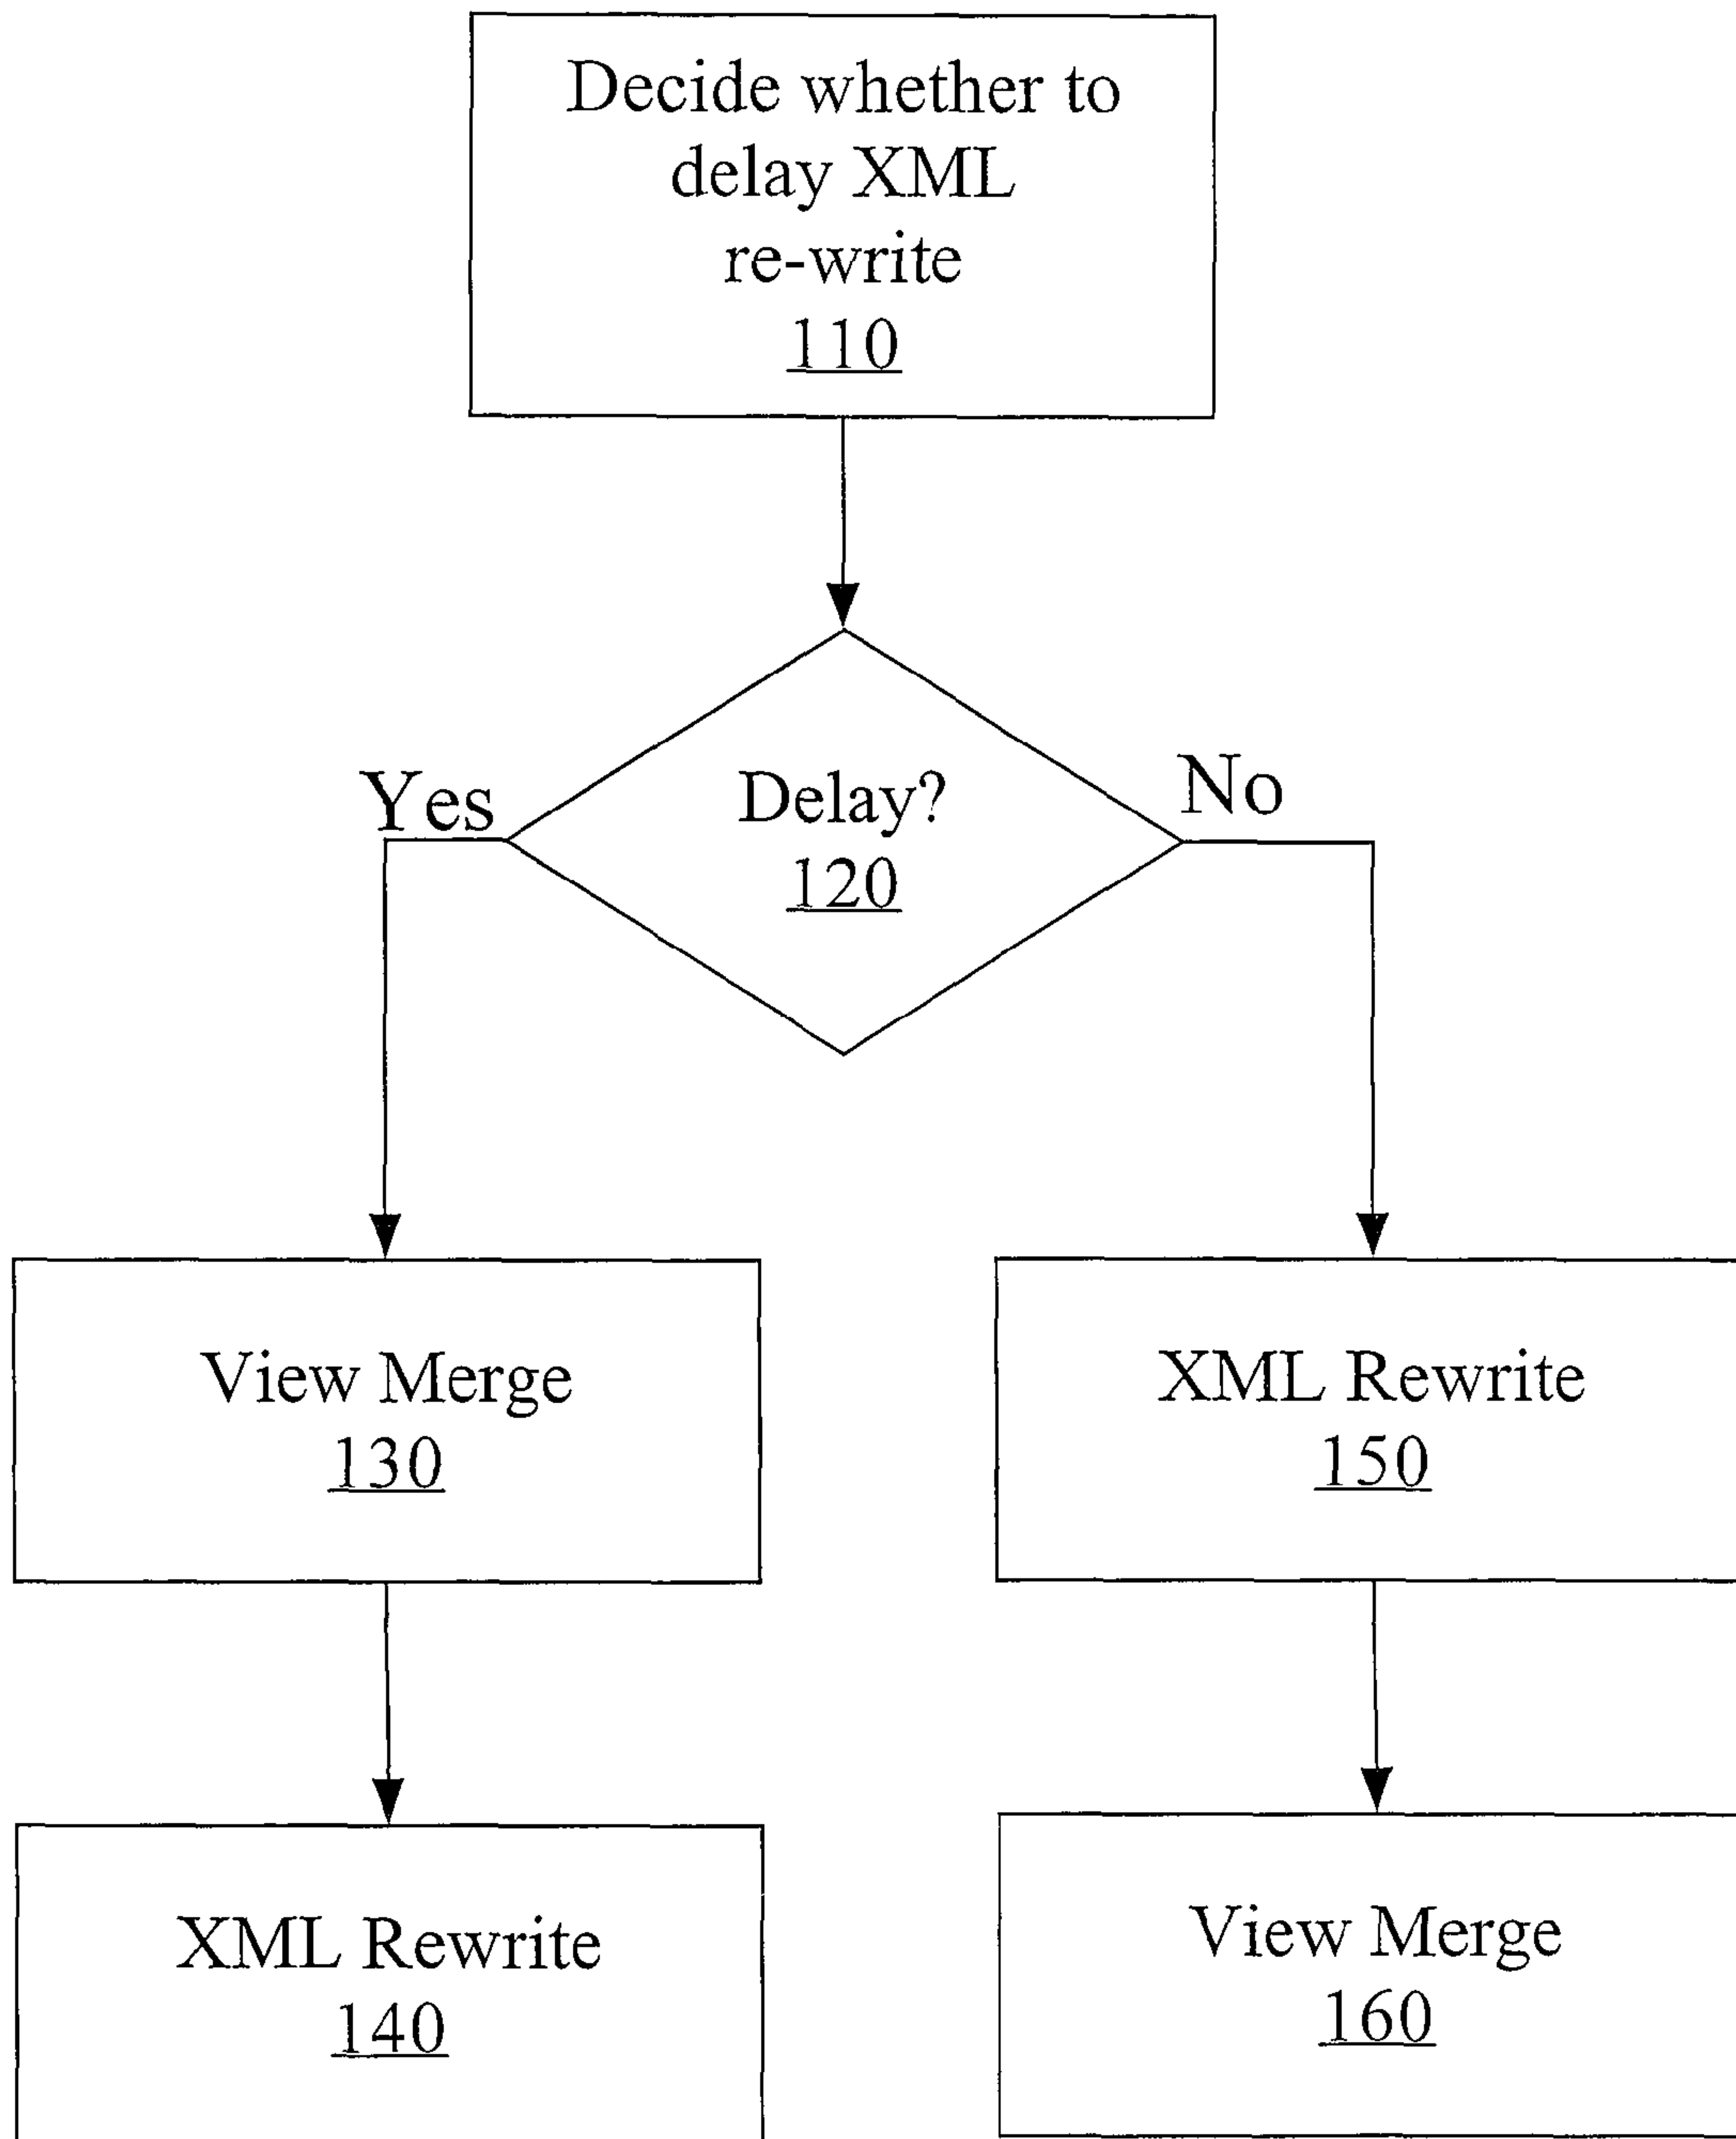 Decide whether to
delay XML
re-write
110
Delay?
120
Yes
No
View Merge
130
XML Rewrite
150
XML Rewrite
140
View Merge
160